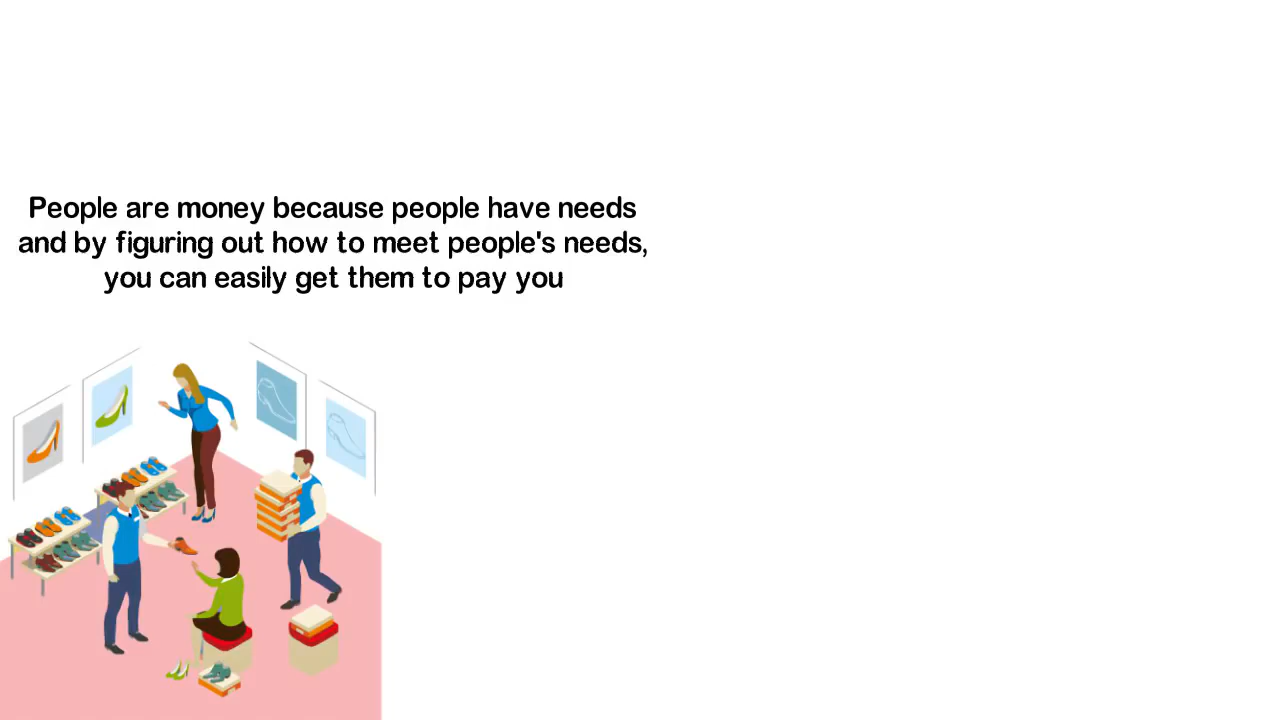 People are money because people have needs
and by figuring out how to meet people's needs,
you can easily get them to pay you